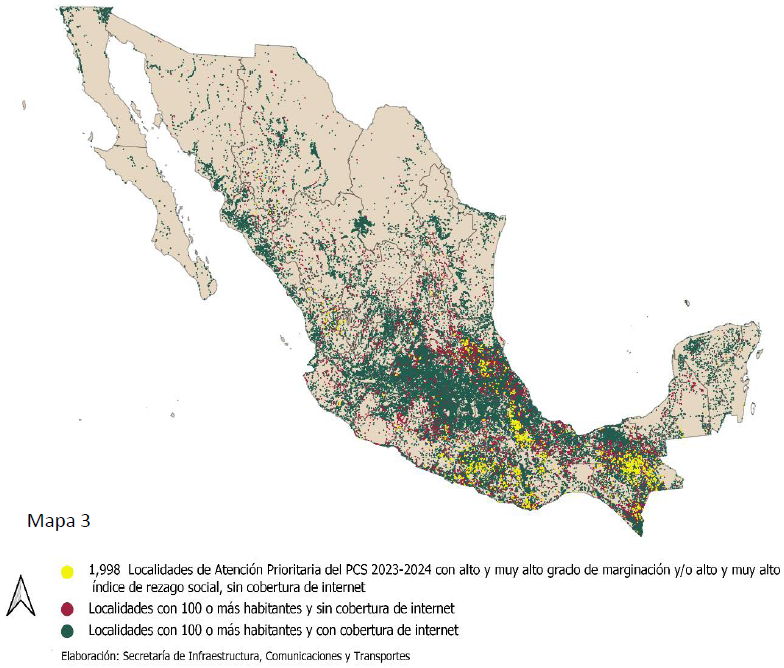 Mapa 3
1,998 Localidades de Atención Prioritaria del PCS 2023-2024 con alto y muy alto grado de marginación y/o alto y muy alto
índice de rezago social, sin cobertura de internet
Localidades con 100 o más habitantes y sin cobertura de internet
Localidades con 100 o más habitantes y con cobertura de internet
Elaboración: Secretaría de Infraestructura, Comunicaciones y Transportes